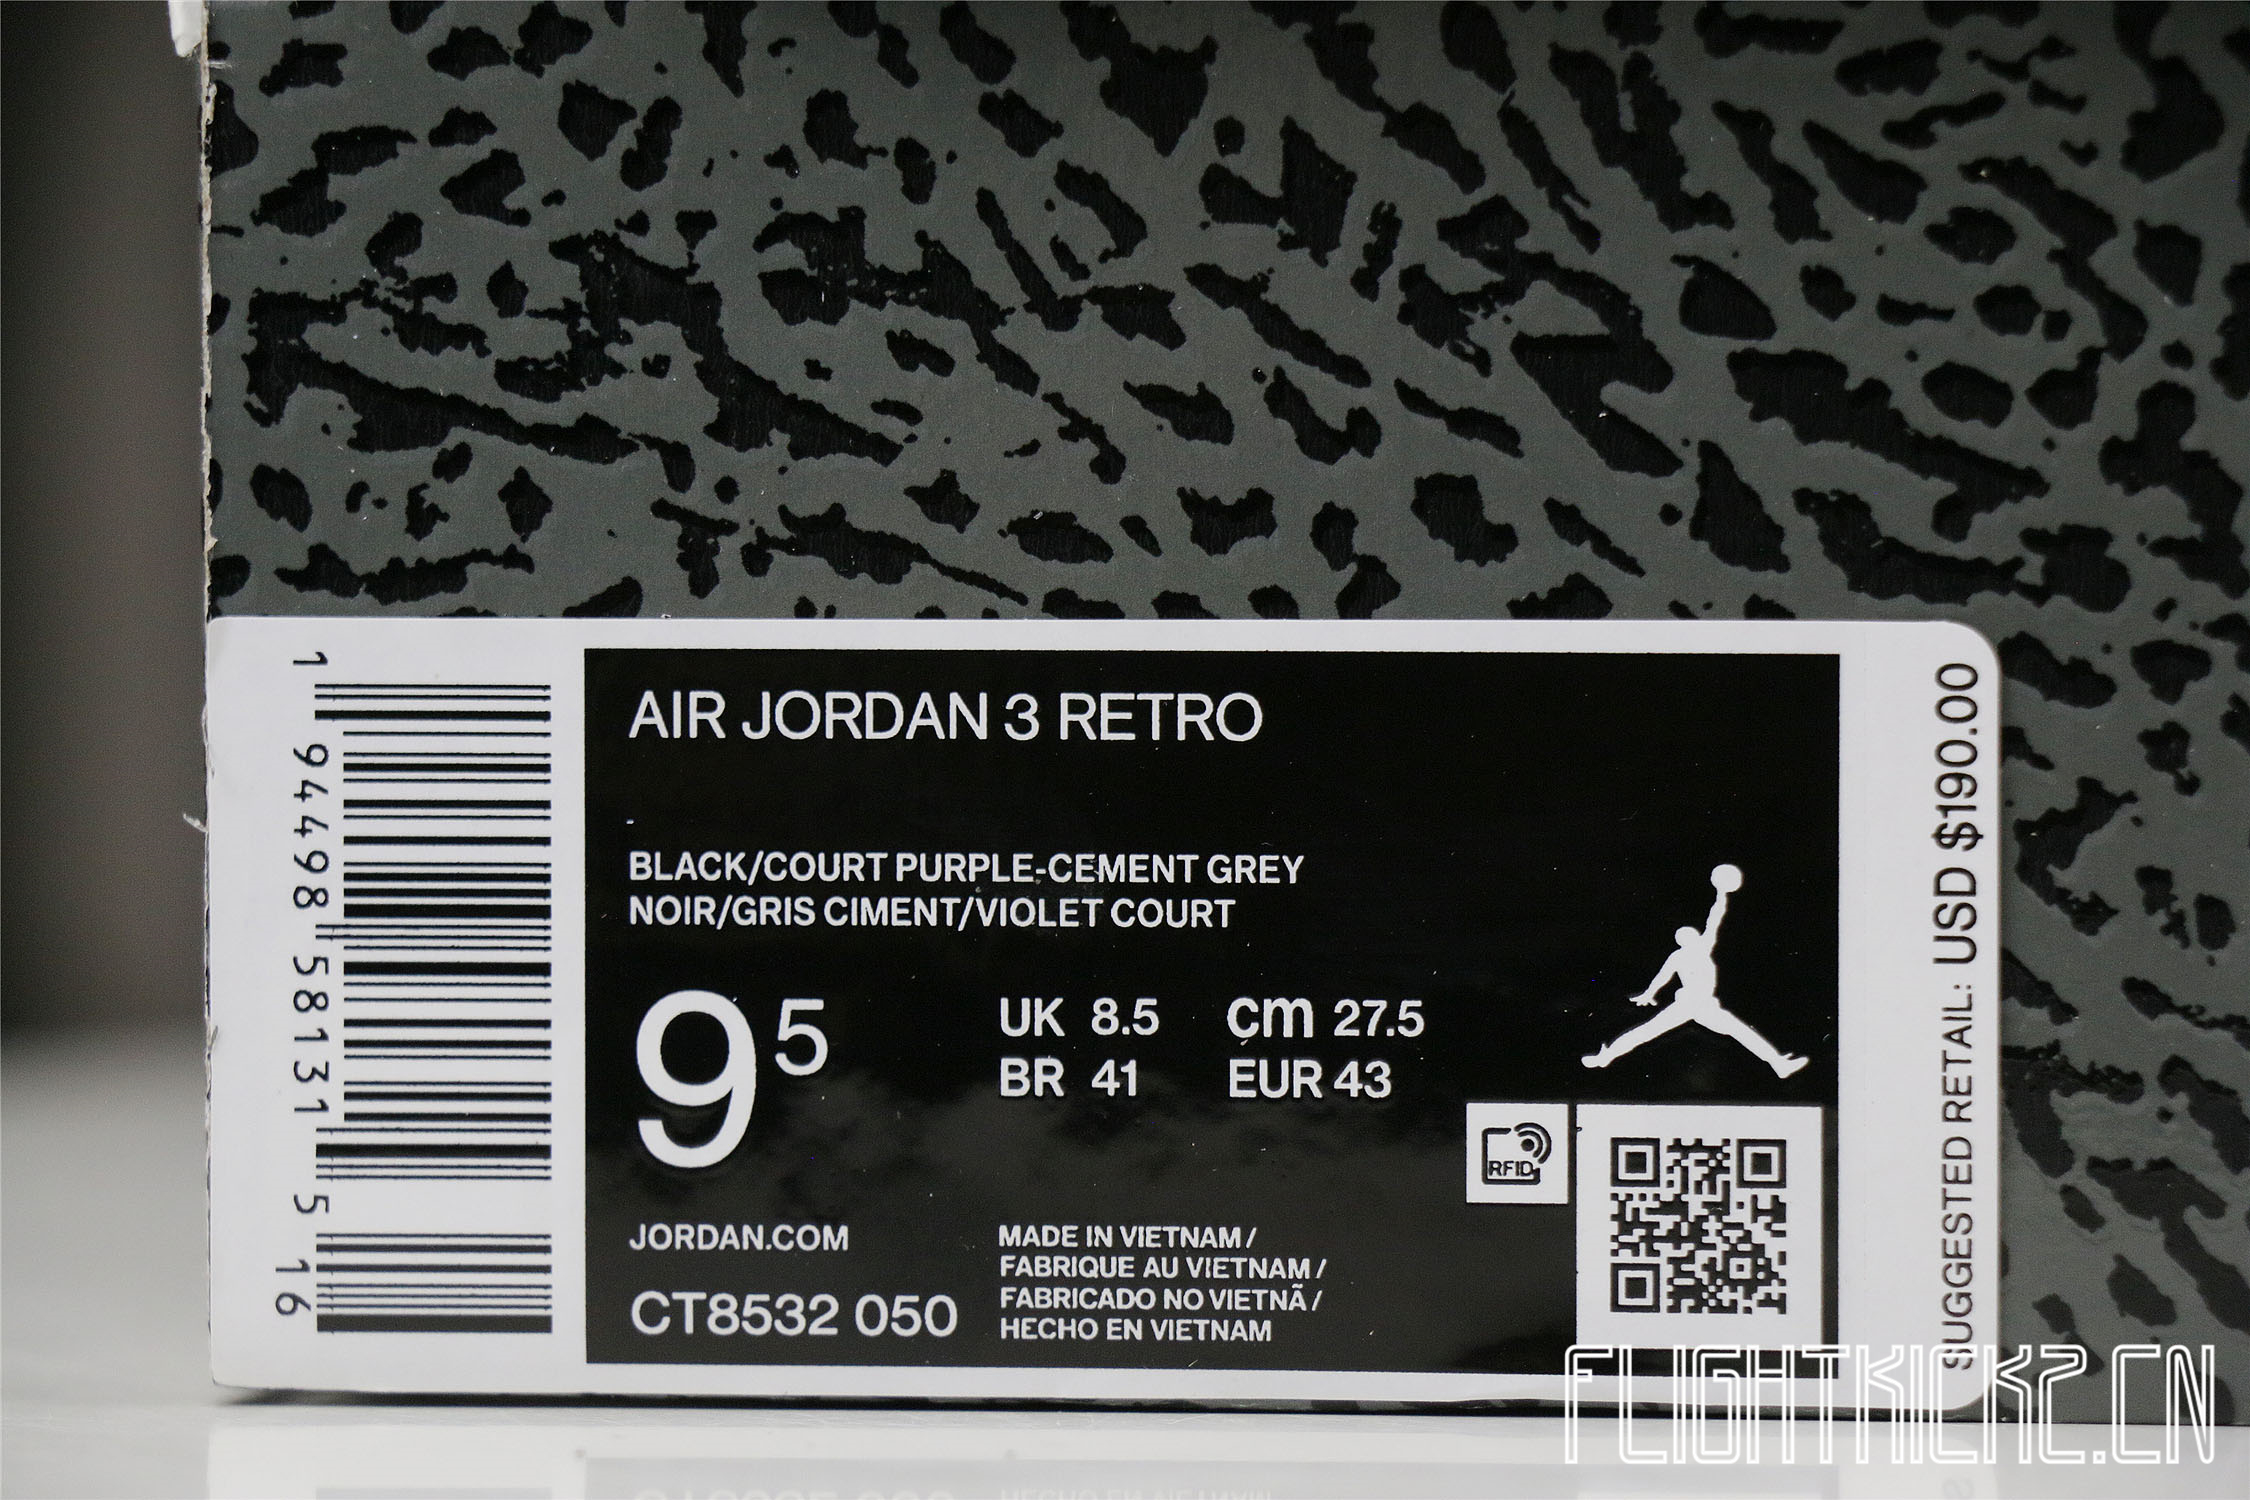 1 94498 58131 5 16
AIR JORDAN 3 RETRO
BLACK/COURT PURPLE-CEMENT GREY
NOIR/GRIS CIMENT/VIOLET COURT
9 5
UK 8.5 cm 27.5
BR 41 EUR 43
RFID
JORDAN.COM
CT8532 050
MADE IN VIETNAM /
FABRIQUE AU VIETNAM /
FABRICADO NO VIETNÃ /
HECHO EN VIETNAM
SUGGESTED RETAIL: USD $190.00
FLIGHTKICKZ.CN